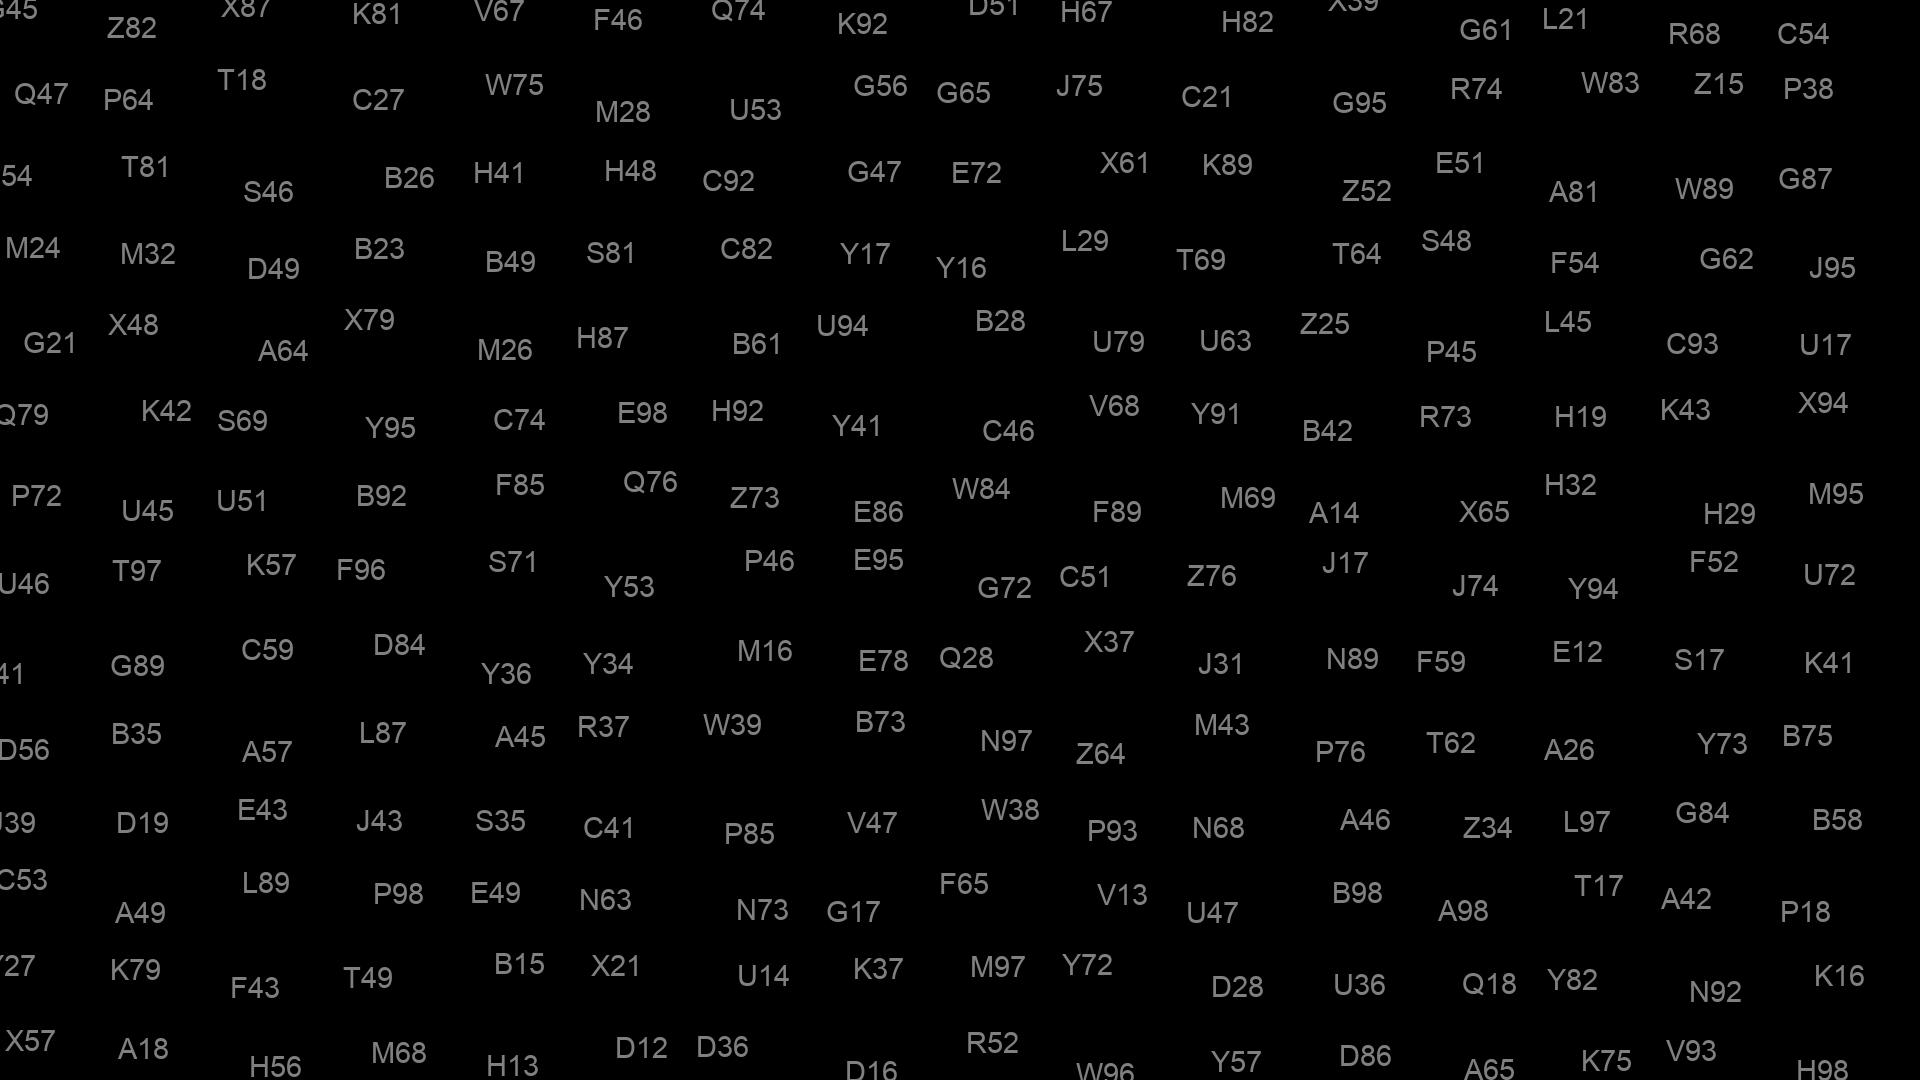 Z82 X87 K81 V67 F46 Q74 K92 D51 H67 H82 X39 G61 L21 R68 C54
Q47 P64 T18 C27 W75 M28 U53 G56 G65 J75 C21 G95 R74 W83 Z15 P38
54 T81 S46 B26 H41 H48 C92 G47 E72 X61 K89 Z52 E51 A81 W89 G87
M24 M32 D49 B23 B49 S81 C82 Y17 Y16 L29 T69 T64 S48 F54 G62 J95
G21 X48 A64 X79 M26 H87 B61 U94 B28 U79 U63 Z25 P45 L45 C93 U17
Q79 K42 S69 Y95 C74 E98 H92 Y41 C46 V68 Y91 B42 R73 H19 K43 X94
P72 U45 U51 B92 F85 Q76 Z73 E86 W84 F89 M69 A14 X65 H32 H29 M95
U46 T97 K57 F96 S71 Y53 P46 E95 G72 C51 Z76 J17 J74 Y94 F52 U72
41 G89 C59 D84 Y36 Y34 M16 E78 Q28 X37 J31 N89 F59 E12 S17 K41
D56 B35 A57 L87 A45 R37 W39 B73 N97 Z64 M43 P76 T62 A26 Y73 B75
39 D19 E43 J43 S35 C41 P85 V47 W38 P93 N68 A46 Z34 L97 G84 B58
C53 A49 L89 P98 E49 N63 N73 G17 F65 V13 U47 B98 A98 T17 A42 P18
27 K79 F43 T49 B15 X21 U14 K37 M97 Y72 D28 U36 Q18 Y82 N92 K16
X57 A18 H56 M68 H13 D12 D36 D16 R52 W96 Y57 D86 A65 K75 V93 H98